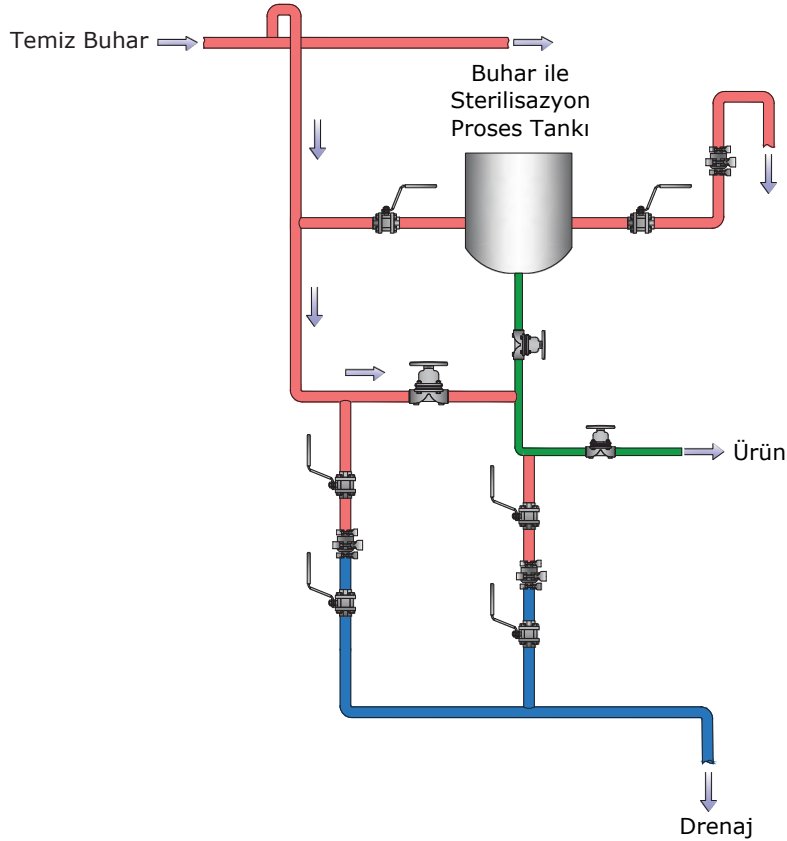 Temiz Buhar
Buhar ile
Sterilisazyon
Proses Tankı
Ürün
Drenaj